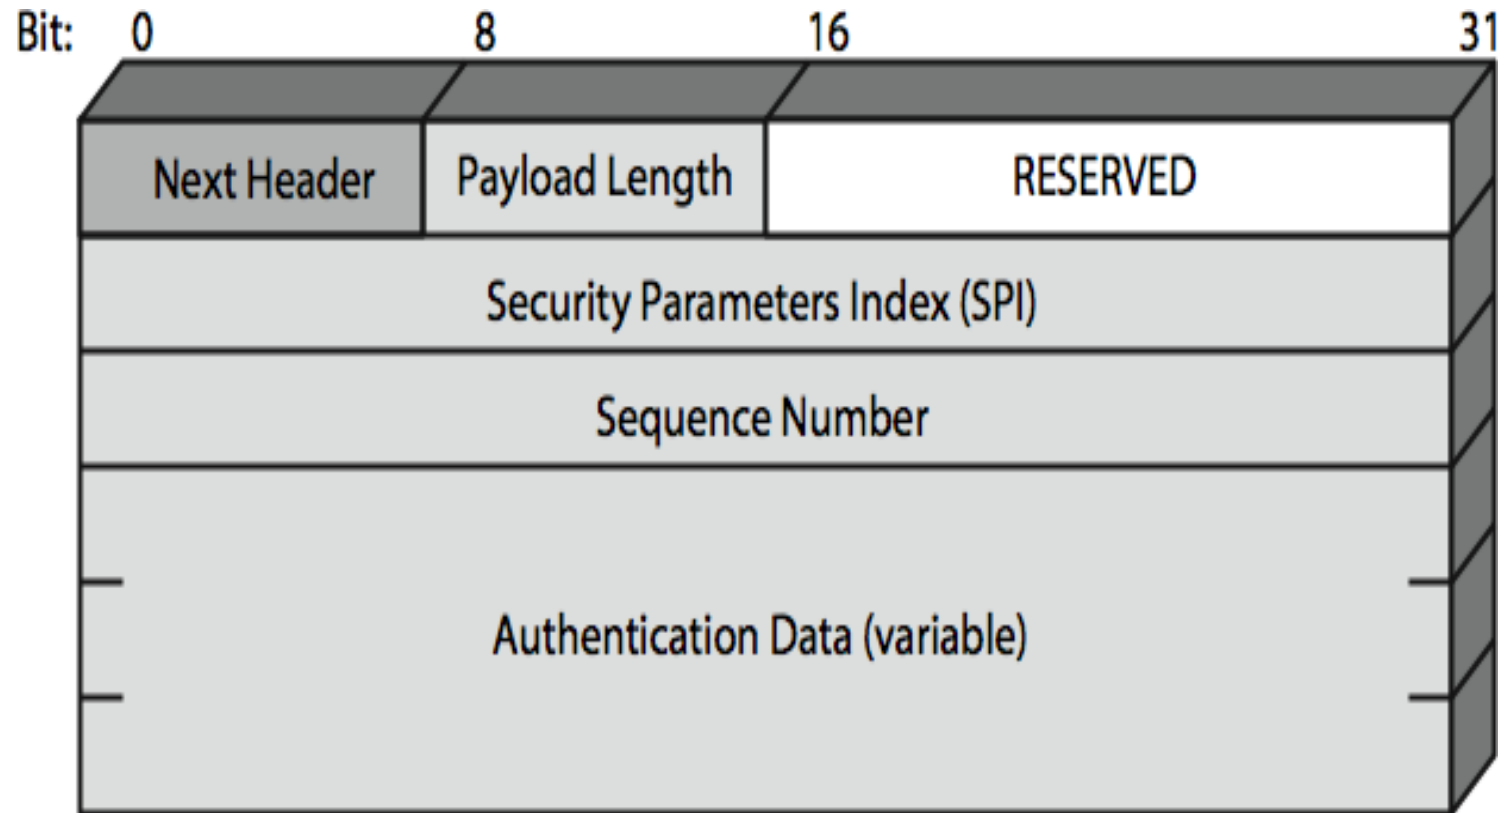 Bit: 0 8 16 31
Next Header Payload Length RESERVED
Security Parameters Index (SPI)
Sequence Number
Authentication Data (variable)